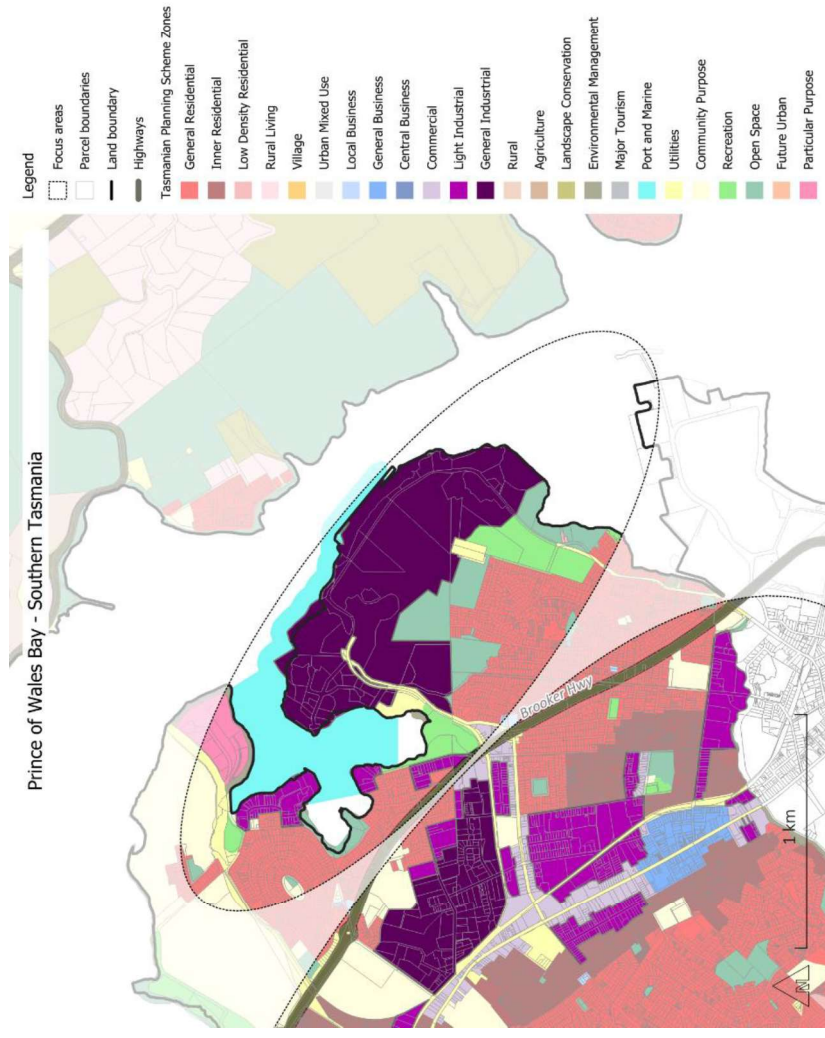 Prince of Wales Bay - Southern Tasmania
Legend
Focus areas
Parcel boundaries
Land boundary
Highways
Tasmanian Planning Scheme Zones
General Residential
Inner Residential
Low Density Residential
Rural Living
Village
Urban Mixed Use
Local Business
General Business
Central Business
Commercial
Light Industrial
General Indusrtrial
Rural
Agriculture
Landscape Conservation
Environmental Management
Major Tourism
Port and Marine
Utilities
Community Purpose
Recreation
Open Space
Future Urban
Particular Purpose
Brooker Hwy
1 km
N